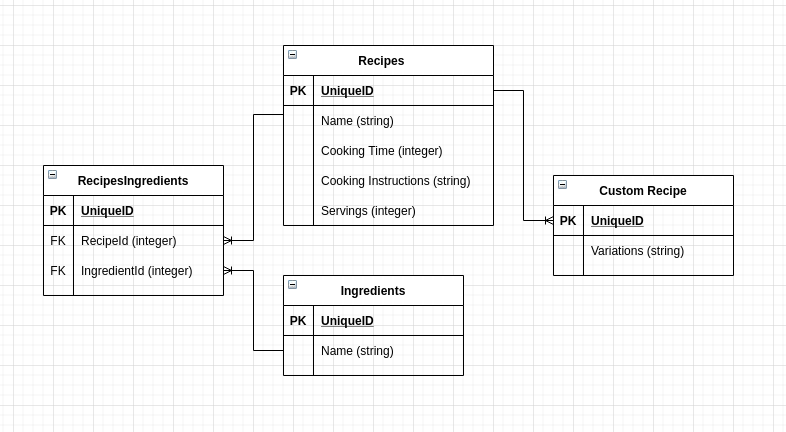 Recipes
PK UniqueID
Name (string)
Cooking Time (integer)
Cooking Instructions (string)
Servings (integer)
RecipesIngredients
PK UniqueID
FK RecipeId (integer)
FK IngredientId (integer)
Custom Recipe
PK UniqueID
Variations (string)
Ingredients
PK UniqueID
Name (string)